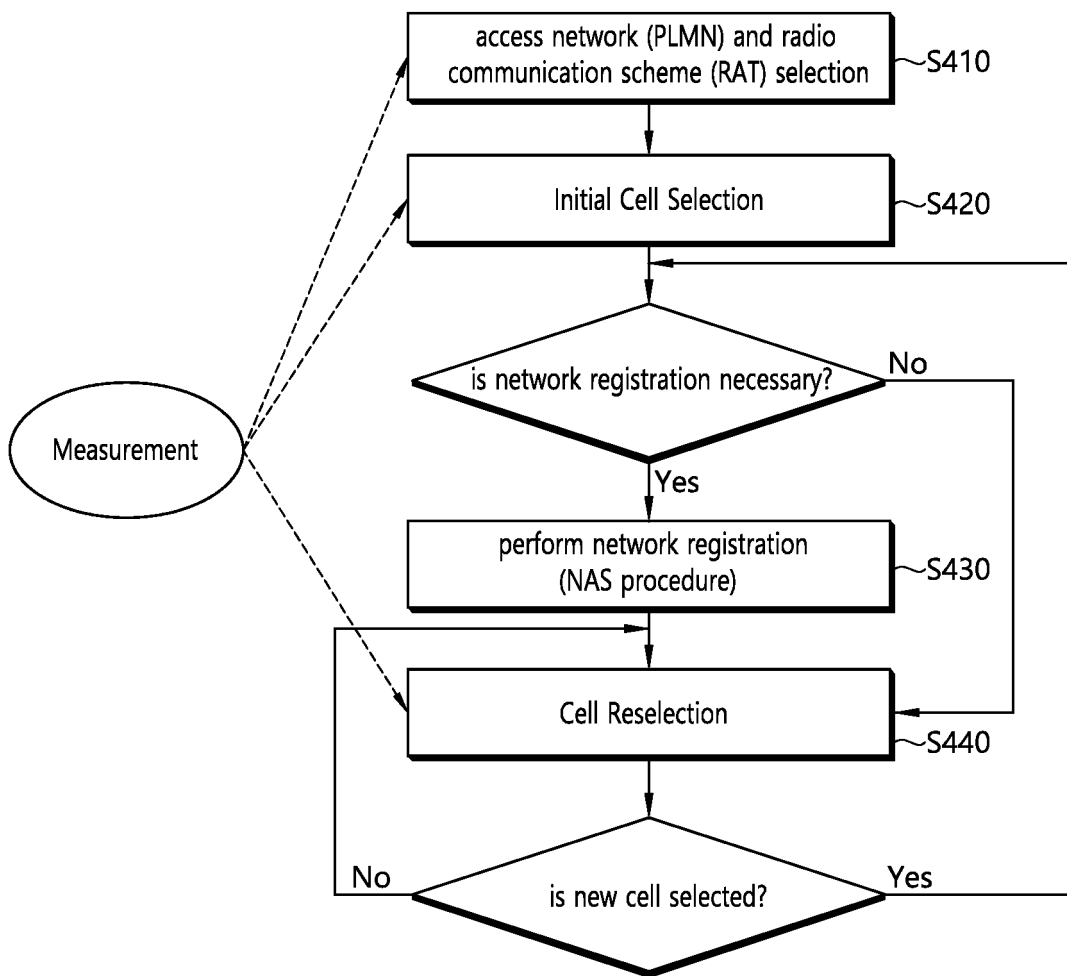 access network (PLMN) and radio
communication scheme (RAT) selection
S410
Initial Cell Selection
S420
is network registration necessary?
No
Measurement
Yes
perform network registration
(NAS procedure)
S430
Cell Reselection
S440
No
is new cell selected?
Yes